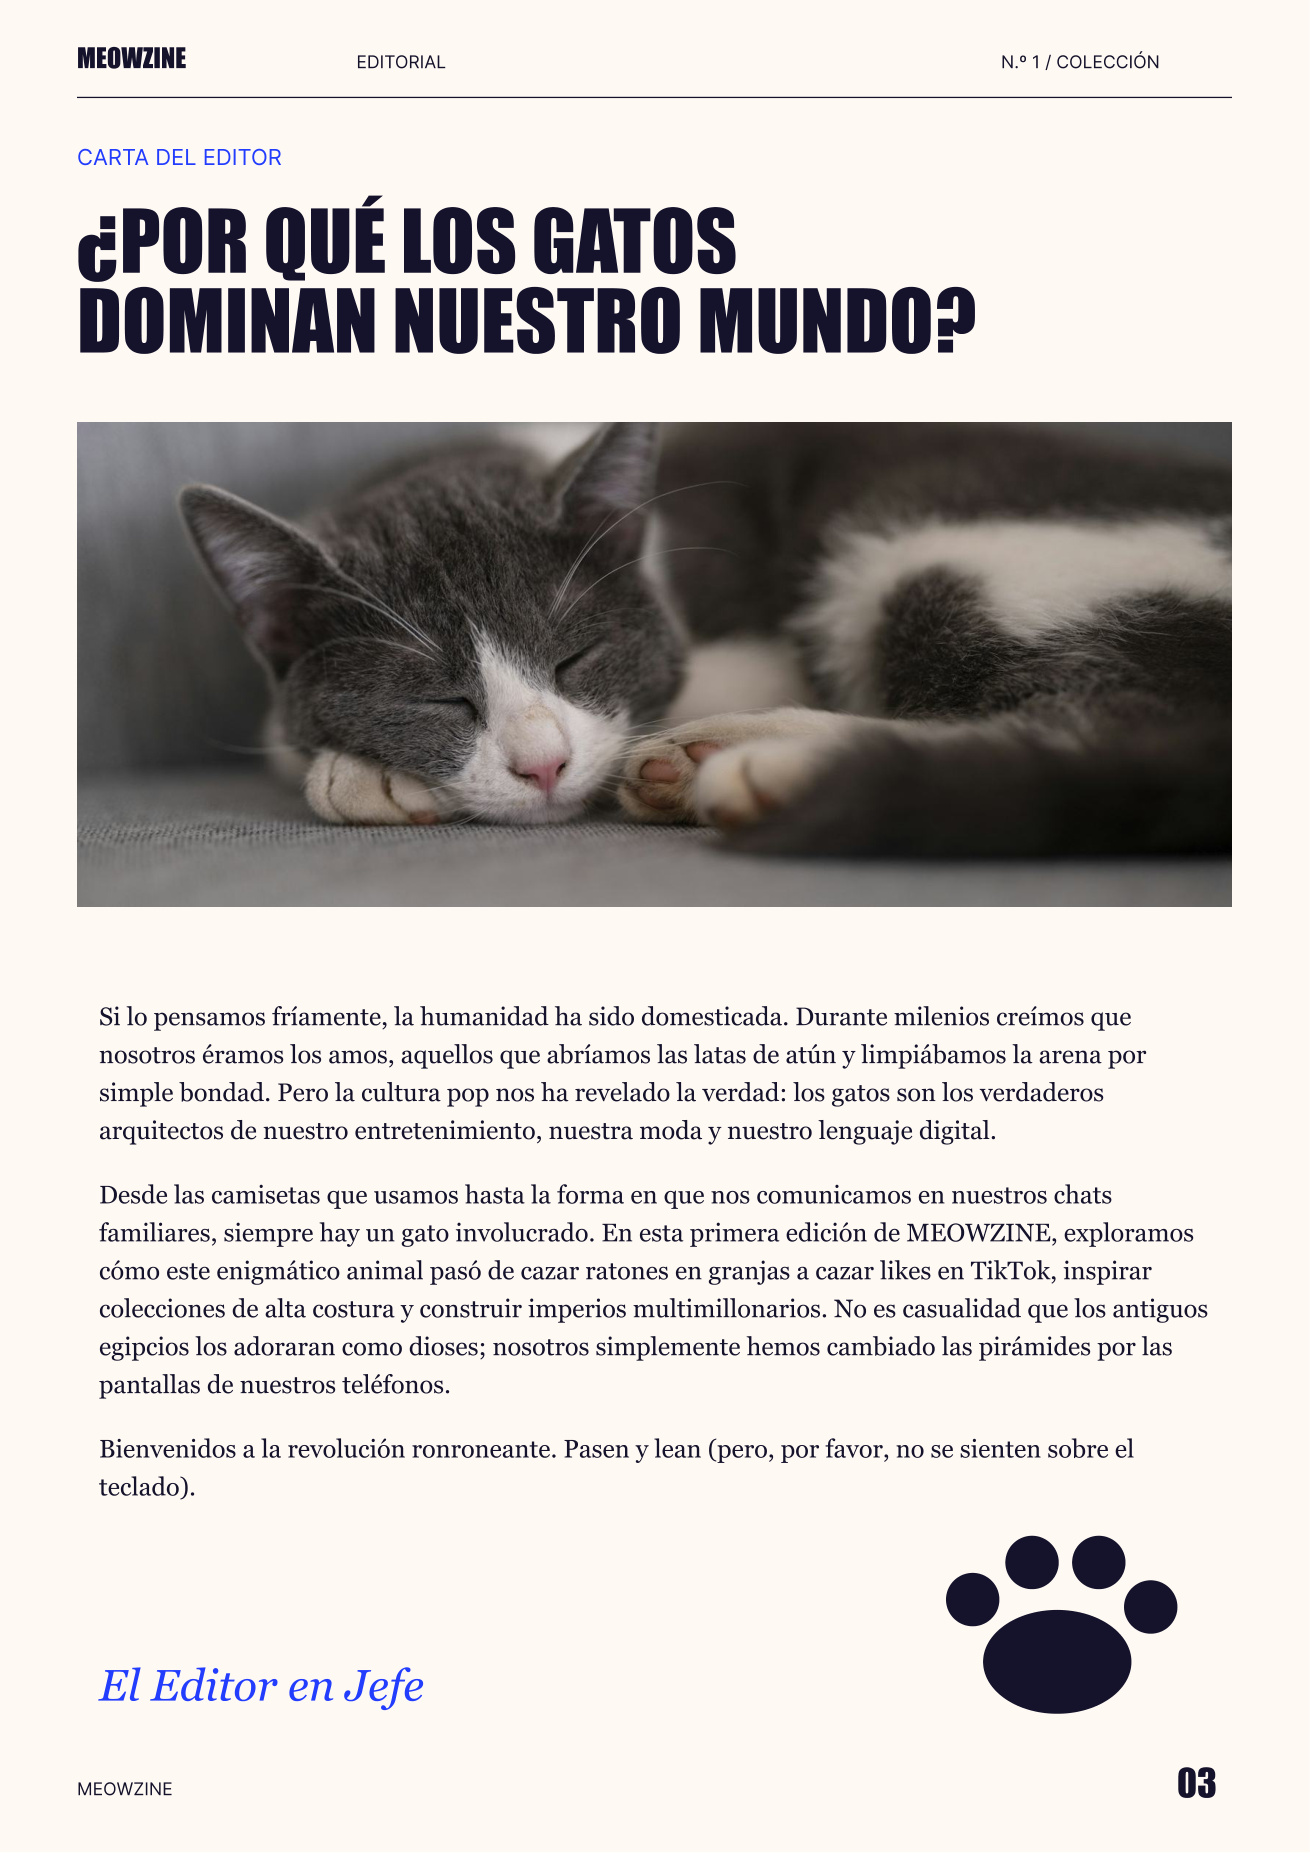 MEOWZINE
EDITORIAL
N.º 1 / COLECCIÓN
CARTA DEL EDITOR
¿POR QUÉ LOS GATOS
DOMINAN NUESTRO MUNDO?
Si lo pensamos fríamente, la humanidad ha sido domesticada. Durante milenios creímos que
nosotros éramos los amos, aquellos que abríamos las latas de atún y limpiábamos la arena por
simple bondad. Pero la cultura pop nos ha revelado la verdad: los gatos son los verdaderos
arquitectos de nuestro entretenimiento, nuestra moda y nuestro lenguaje digital.
Desde las camisetas que usamos hasta la forma en que nos comunicamos en nuestros chats
familiares, siempre hay un gato involucrado. En esta primera edición de MEOWZINE, exploramos
cómo este enigmático animal pasó de cazar ratones en granjas a cazar likes en TikTok, inspirar
colecciones de alta costura y construir imperios multimillonarios. No es casualidad que los antiguos
egipcios los adoraran como dioses; nosotros simplemente hemos cambiado las pirámides por las
pantallas de nuestros teléfonos.
Bienvenidos a la revolución ronroneante. Pasen y lean (pero, por favor, no se sienten sobre el
teclado).
El Editor en Jefe
MEOWZINE
03